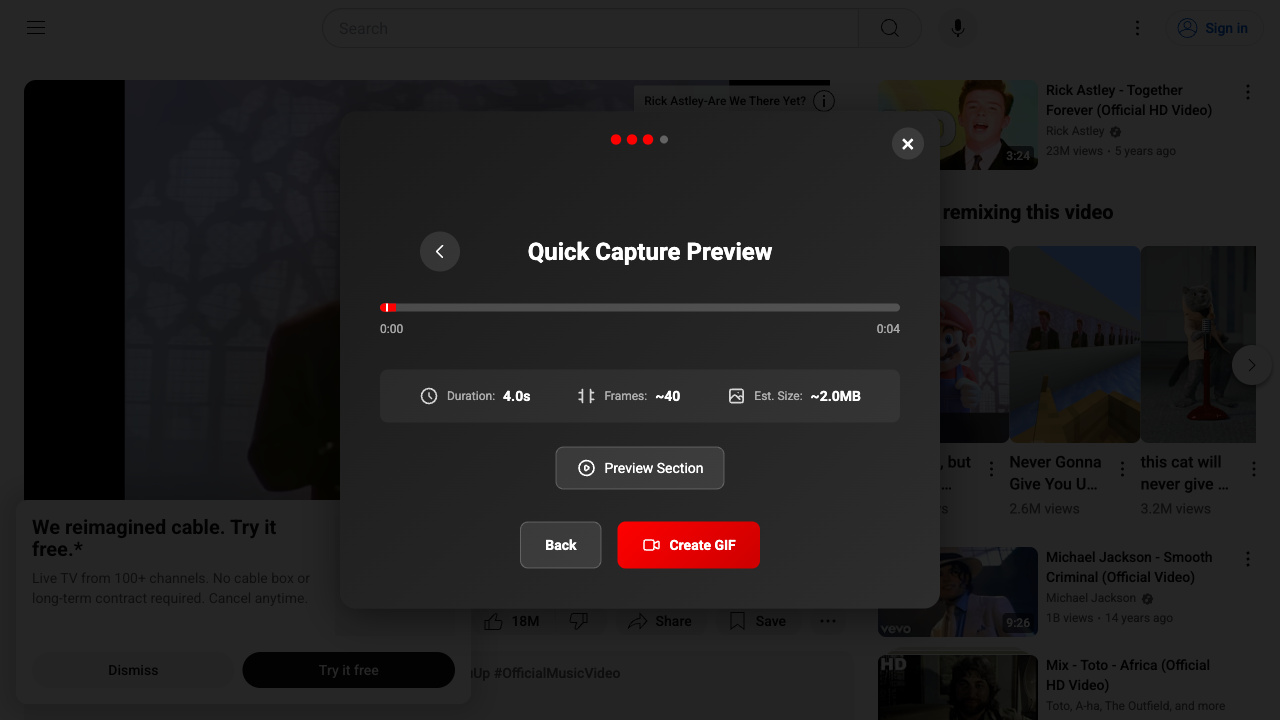 Search
Sign in
Rick Astley-Are We There Yet?
Rick Astley - Together
Forever (Official HD Video)
Rick Astley
23M views • 5 years ago
3:24
Quick Capture Preview
0:00
0:04
Duration: 4.0s
Frames: ~40
Est. Size: ~2.0MB
Preview Section
Back
Create GIF
remixing this video
, but
Never Gonna
Give You U...
2.6M views
this cat will
never give ...
3.2M views
We reimagined cable. Try it
free.*
Live TV from 100+ channels. No cable box or
long-term contract required. Cancel anytime.
Dismiss
Try it free
18M
Share
Save
Up #OfficialMusicVideo
Michael Jackson - Smooth
Criminal (Official Video)
Michael Jackson
1B views • 14 years ago
vevo
9:26
HD
Mix - Toto - Africa (Official
HD Video)
Toto, A-ha, The Outfield, and more